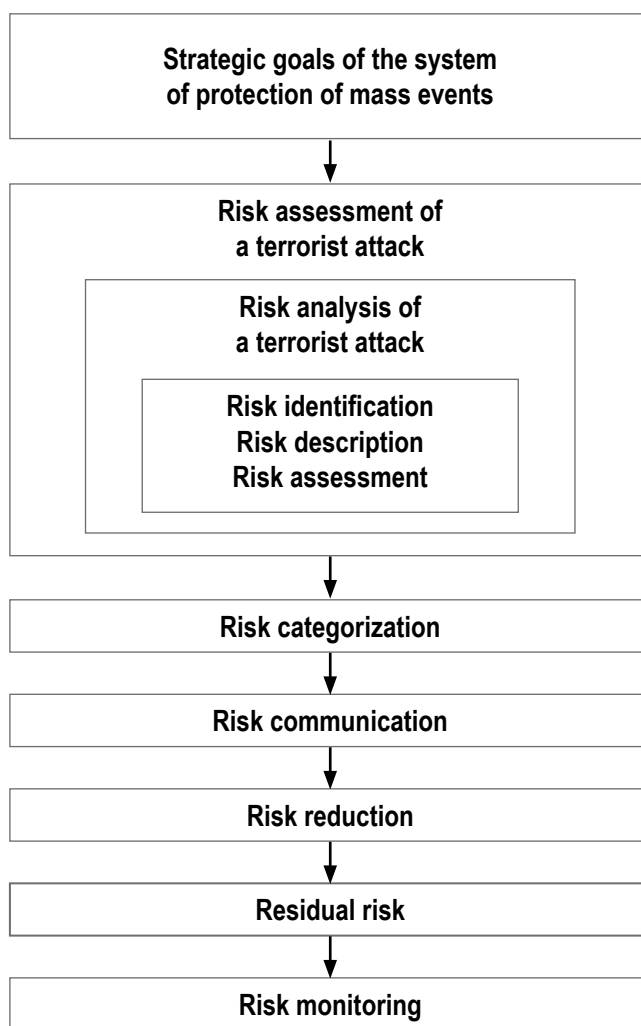 Strategic goals of the system
of protection of mass events
Risk assessment of
a terrorist attack
Risk analysis of
a terrorist attack
Risk identification
Risk description
Risk assessment
Risk categorization
Risk communication
Risk reduction
Residual risk
Risk monitoring